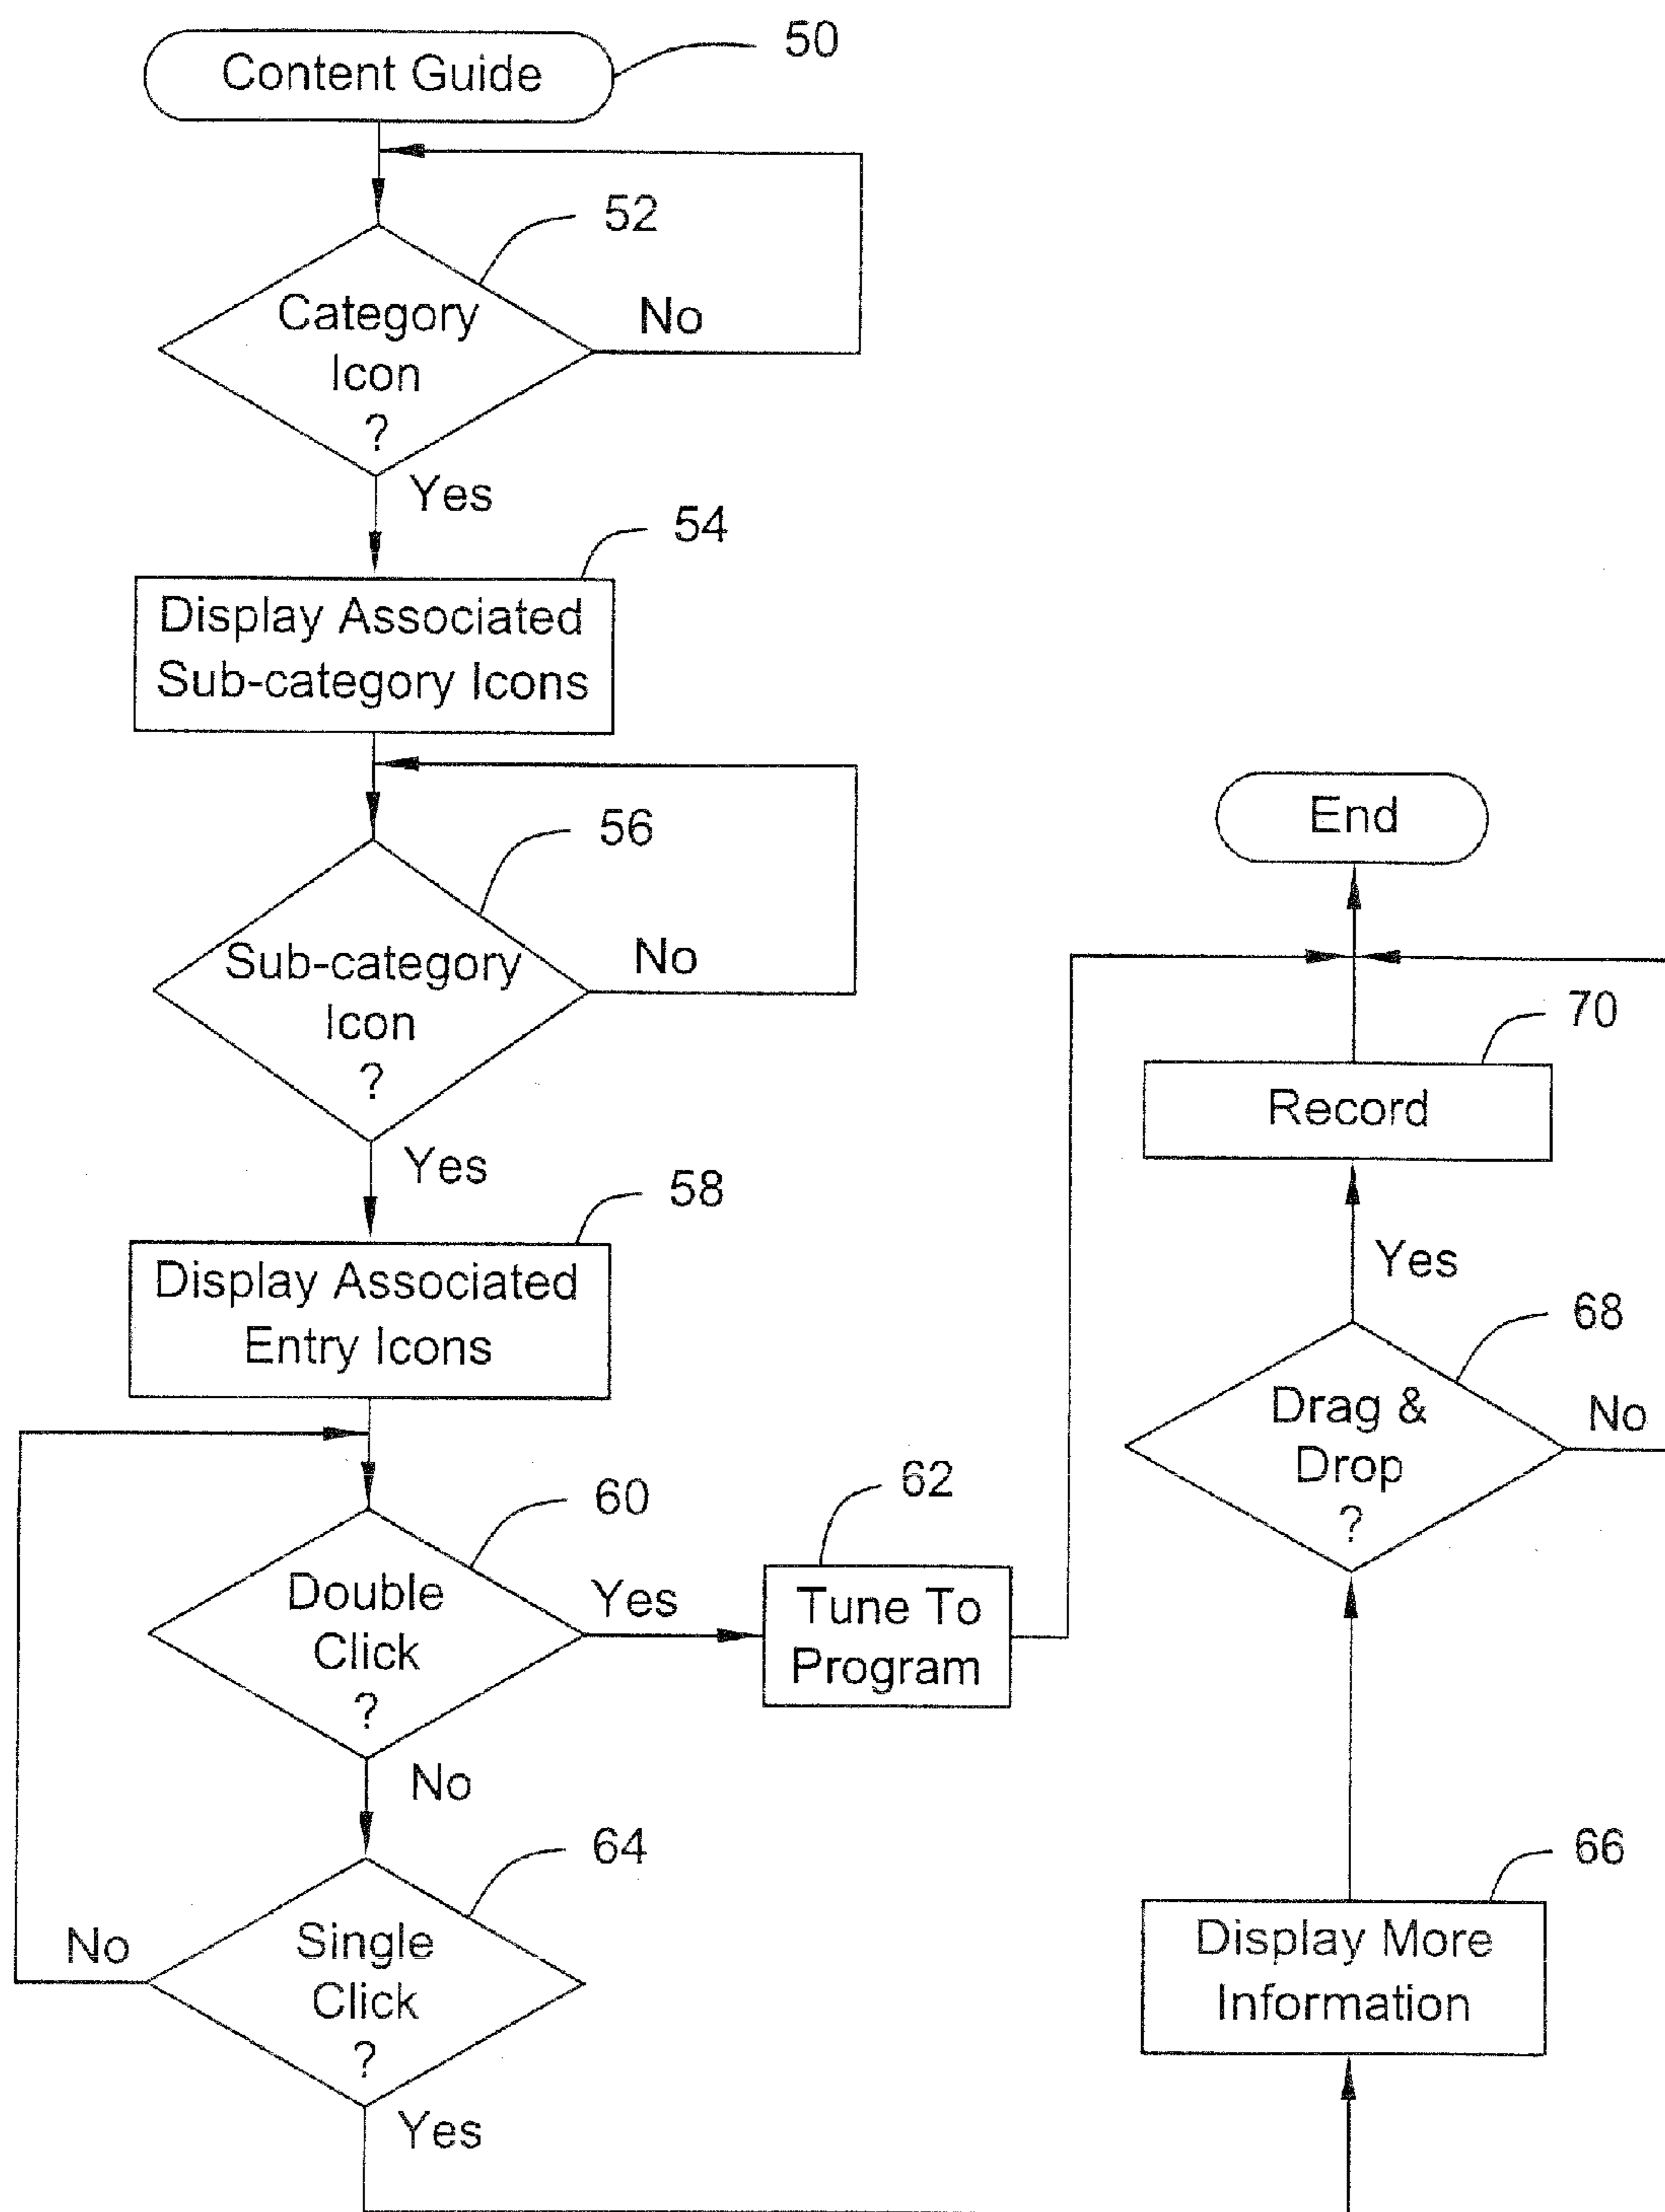 Content Guide
50
52
Category
Icon
?
No
Yes
54
Display Associated
Sub-category Icons
56
Sub-category
Icon
?
No
Yes
58
Display Associated
Entry Icons
60
Double
Click
?
Yes
62
Tune To
Program
No
64
Single
Click
?
No
Yes
66
Display More
Information
68
Drag &
Drop
?
No
Yes
70
Record
End